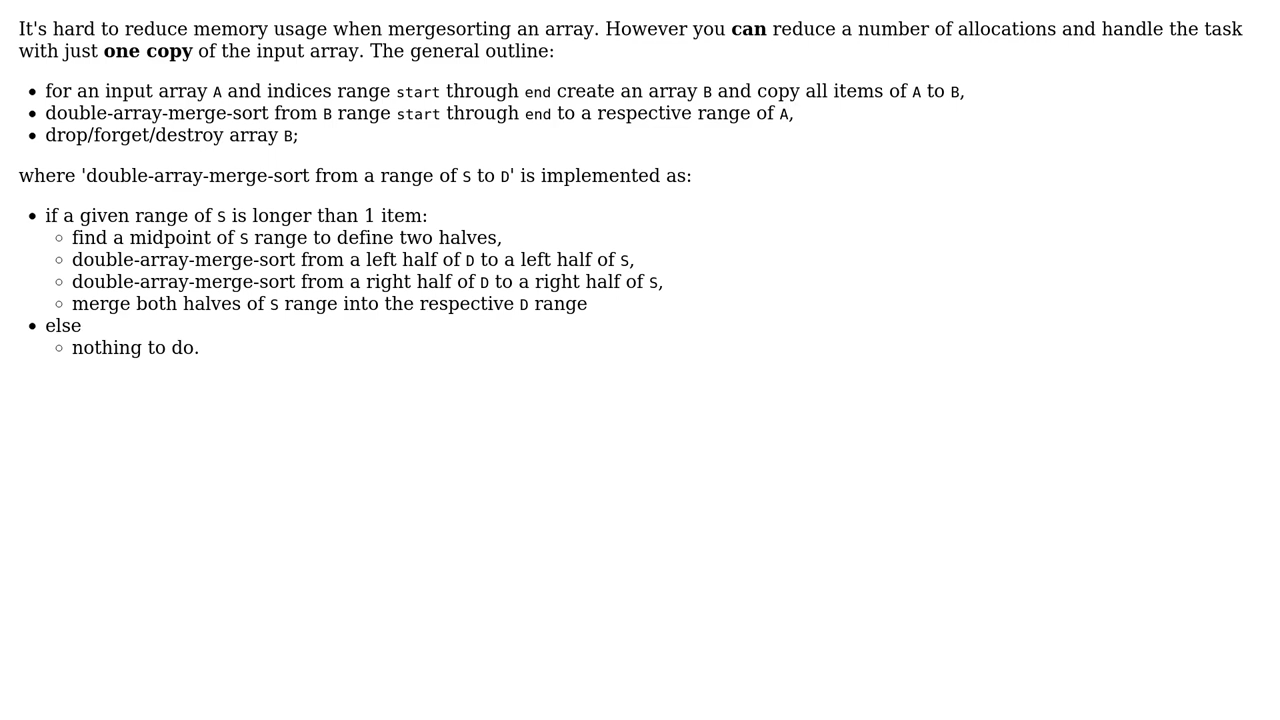 It's hard to reduce memory usage when mergesorting an array. However you can reduce a number of allocations and handle the task
with just one copy of the input array. The general outline:
• for an input array A and indices range start through end create an array B and copy all items of A to B,
• double-array-merge-sort from B range start through end to a respective range of A,
• drop/forget/destroy array B;
where 'double-array-merge-sort from a range of S to D' is implemented as:
• if a given range of S is longer than 1 item:
◦ find a midpoint of S range to define two halves,
◦ double-array-merge-sort from a left half of D to a left half of S,
◦ double-array-merge-sort from a right half of D to a right half of S,
◦ merge both halves of S range into the respective D range
• else
◦ nothing to do.